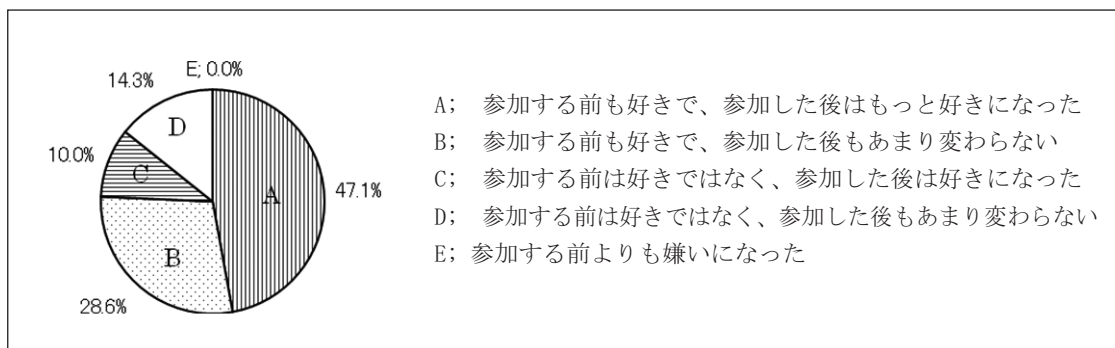 E; 0.0%
14.3%
D
10.0%
C
A
47.1%
B
28.6%
A; 参加する前も好きで、参加した後はもっと好きになった
B; 参加する前も好きで、参加した後もあまり変わらない
C; 参加する前は好きではなく、参加した後は好きになった
D; 参加する前は好きではなく、参加した後もあまり変わらない
E; 参加する前よりも嫌いになった